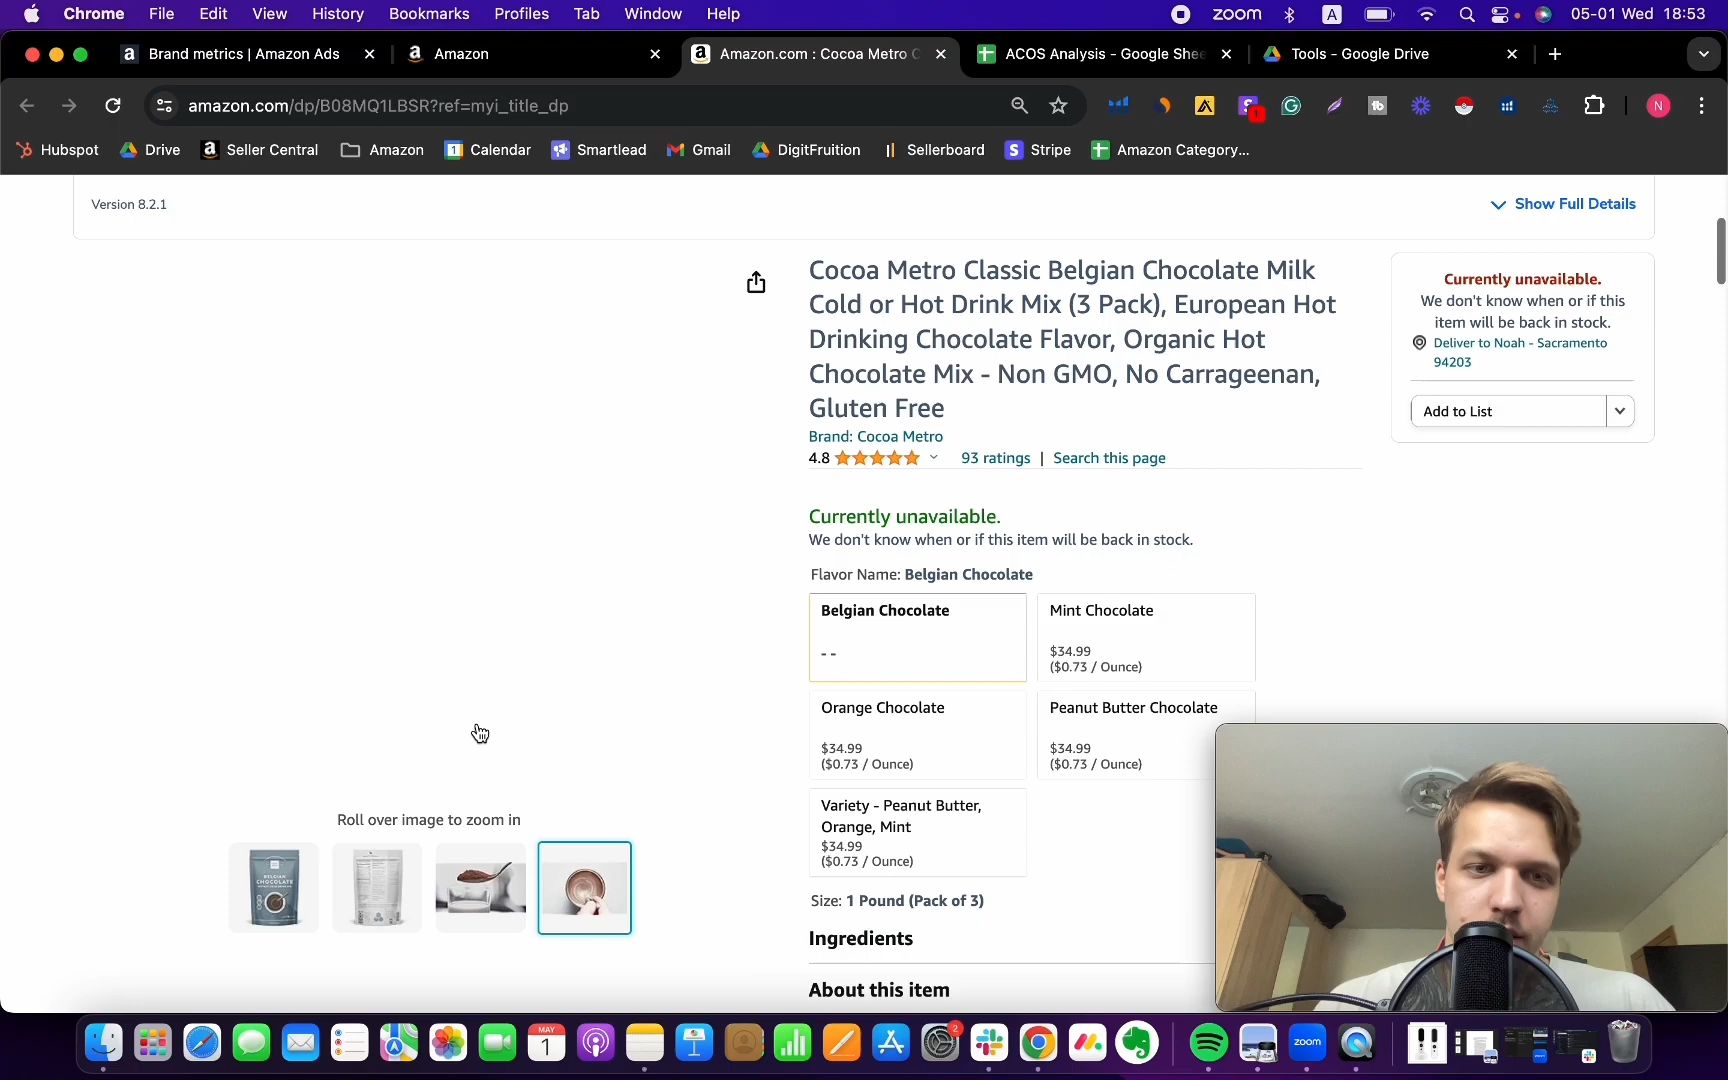 Chrome File Edit View History Bookmarks Profiles Tab Window Help zoom A 05-01 Wed 18:53
Brand metrics | Amazon Ads
Amazon
Amazon.com : Cocoa Metro C
ACOS Analysis - Google Shee
Tools - Google Drive
amazon.com/dp/B08MQ1LBSR?ref=myi_title_dp
N
Hubspot Drive Seller Central Amazon Calendar Smartlead Gmail DigitFruition Sellerboard Stripe Amazon Category...
Version 8.2.1
Show Full Details
Cocoa Metro Classic Belgian Chocolate Milk
Cold or Hot Drink Mix (3 Pack), European Hot
Drinking Chocolate Flavor, Organic Hot
Chocolate Mix - Non GMO, No Carrageenan,
Gluten Free
Brand: Cocoa Metro
4.8 93 ratings | Search this page
Currently unavailable.
We don't know when or if this item will be back in stock.
Flavor Name: Belgian Chocolate
Belgian Chocolate
- -
Mint Chocolate
$34.99
($0.73 / Ounce)
Orange Chocolate
$34.99
($0.73 / Ounce)
Peanut Butter Chocolate
$34.99
($0.73 / Ounce)
Variety - Peanut Butter,
Orange, Mint
$34.99
($0.73 / Ounce)
Size: 1 Pound (Pack of 3)
Ingredients
About this item
Currently unavailable.
We don't know when or if this
item will be back in stock.
Deliver to Noah - Sacramento
94203
Add to List
Roll over image to zoom in
BELGIAN
CHOCOLATE
MAY
1
2
zoom